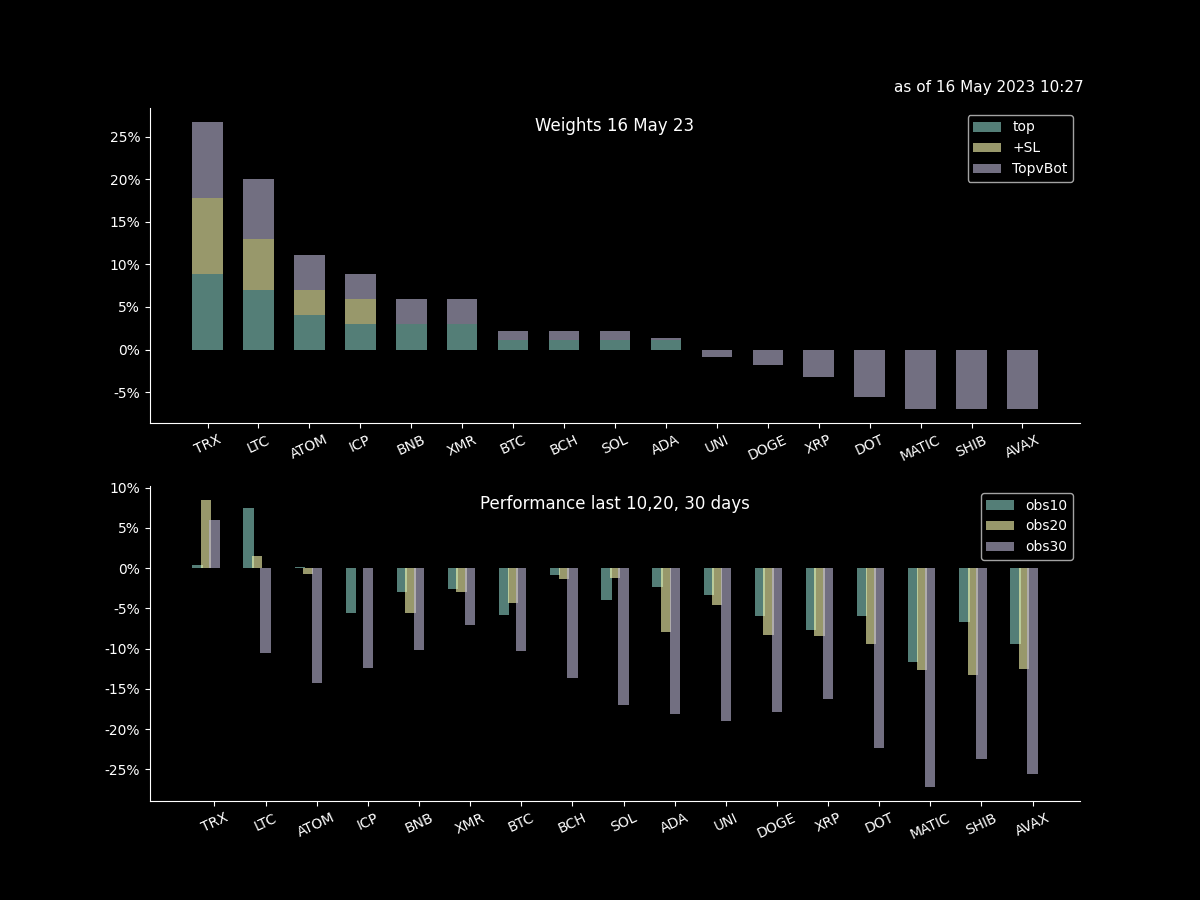 as of 16 May 2023 10:27
Weights 16 May 23
top
+SL
TopvBot
25%
20%
15%
10%
5%
0%
-5%
TRX LTC ATOM ICP BNB XMR BTC BCH SOL ADA UNI DOGE XRP DOT MATIC SHIB AVAX
Performance last 10,20, 30 days
obs10
obs20
obs30
10%
5%
0%
-5%
-10%
-15%
-20%
-25%
TRX LTC ATOM ICP BNB XMR BTC BCH SOL ADA UNI DOGE XRP DOT MATIC SHIB AVAX